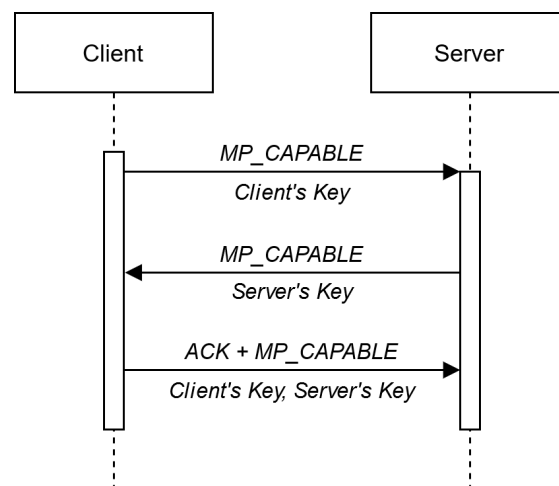 Client
Server
MP_CAPABLE
Client's Key
MP_CAPABLE
Server's Key
ACK + MP_CAPABLE
Client's Key, Server's Key